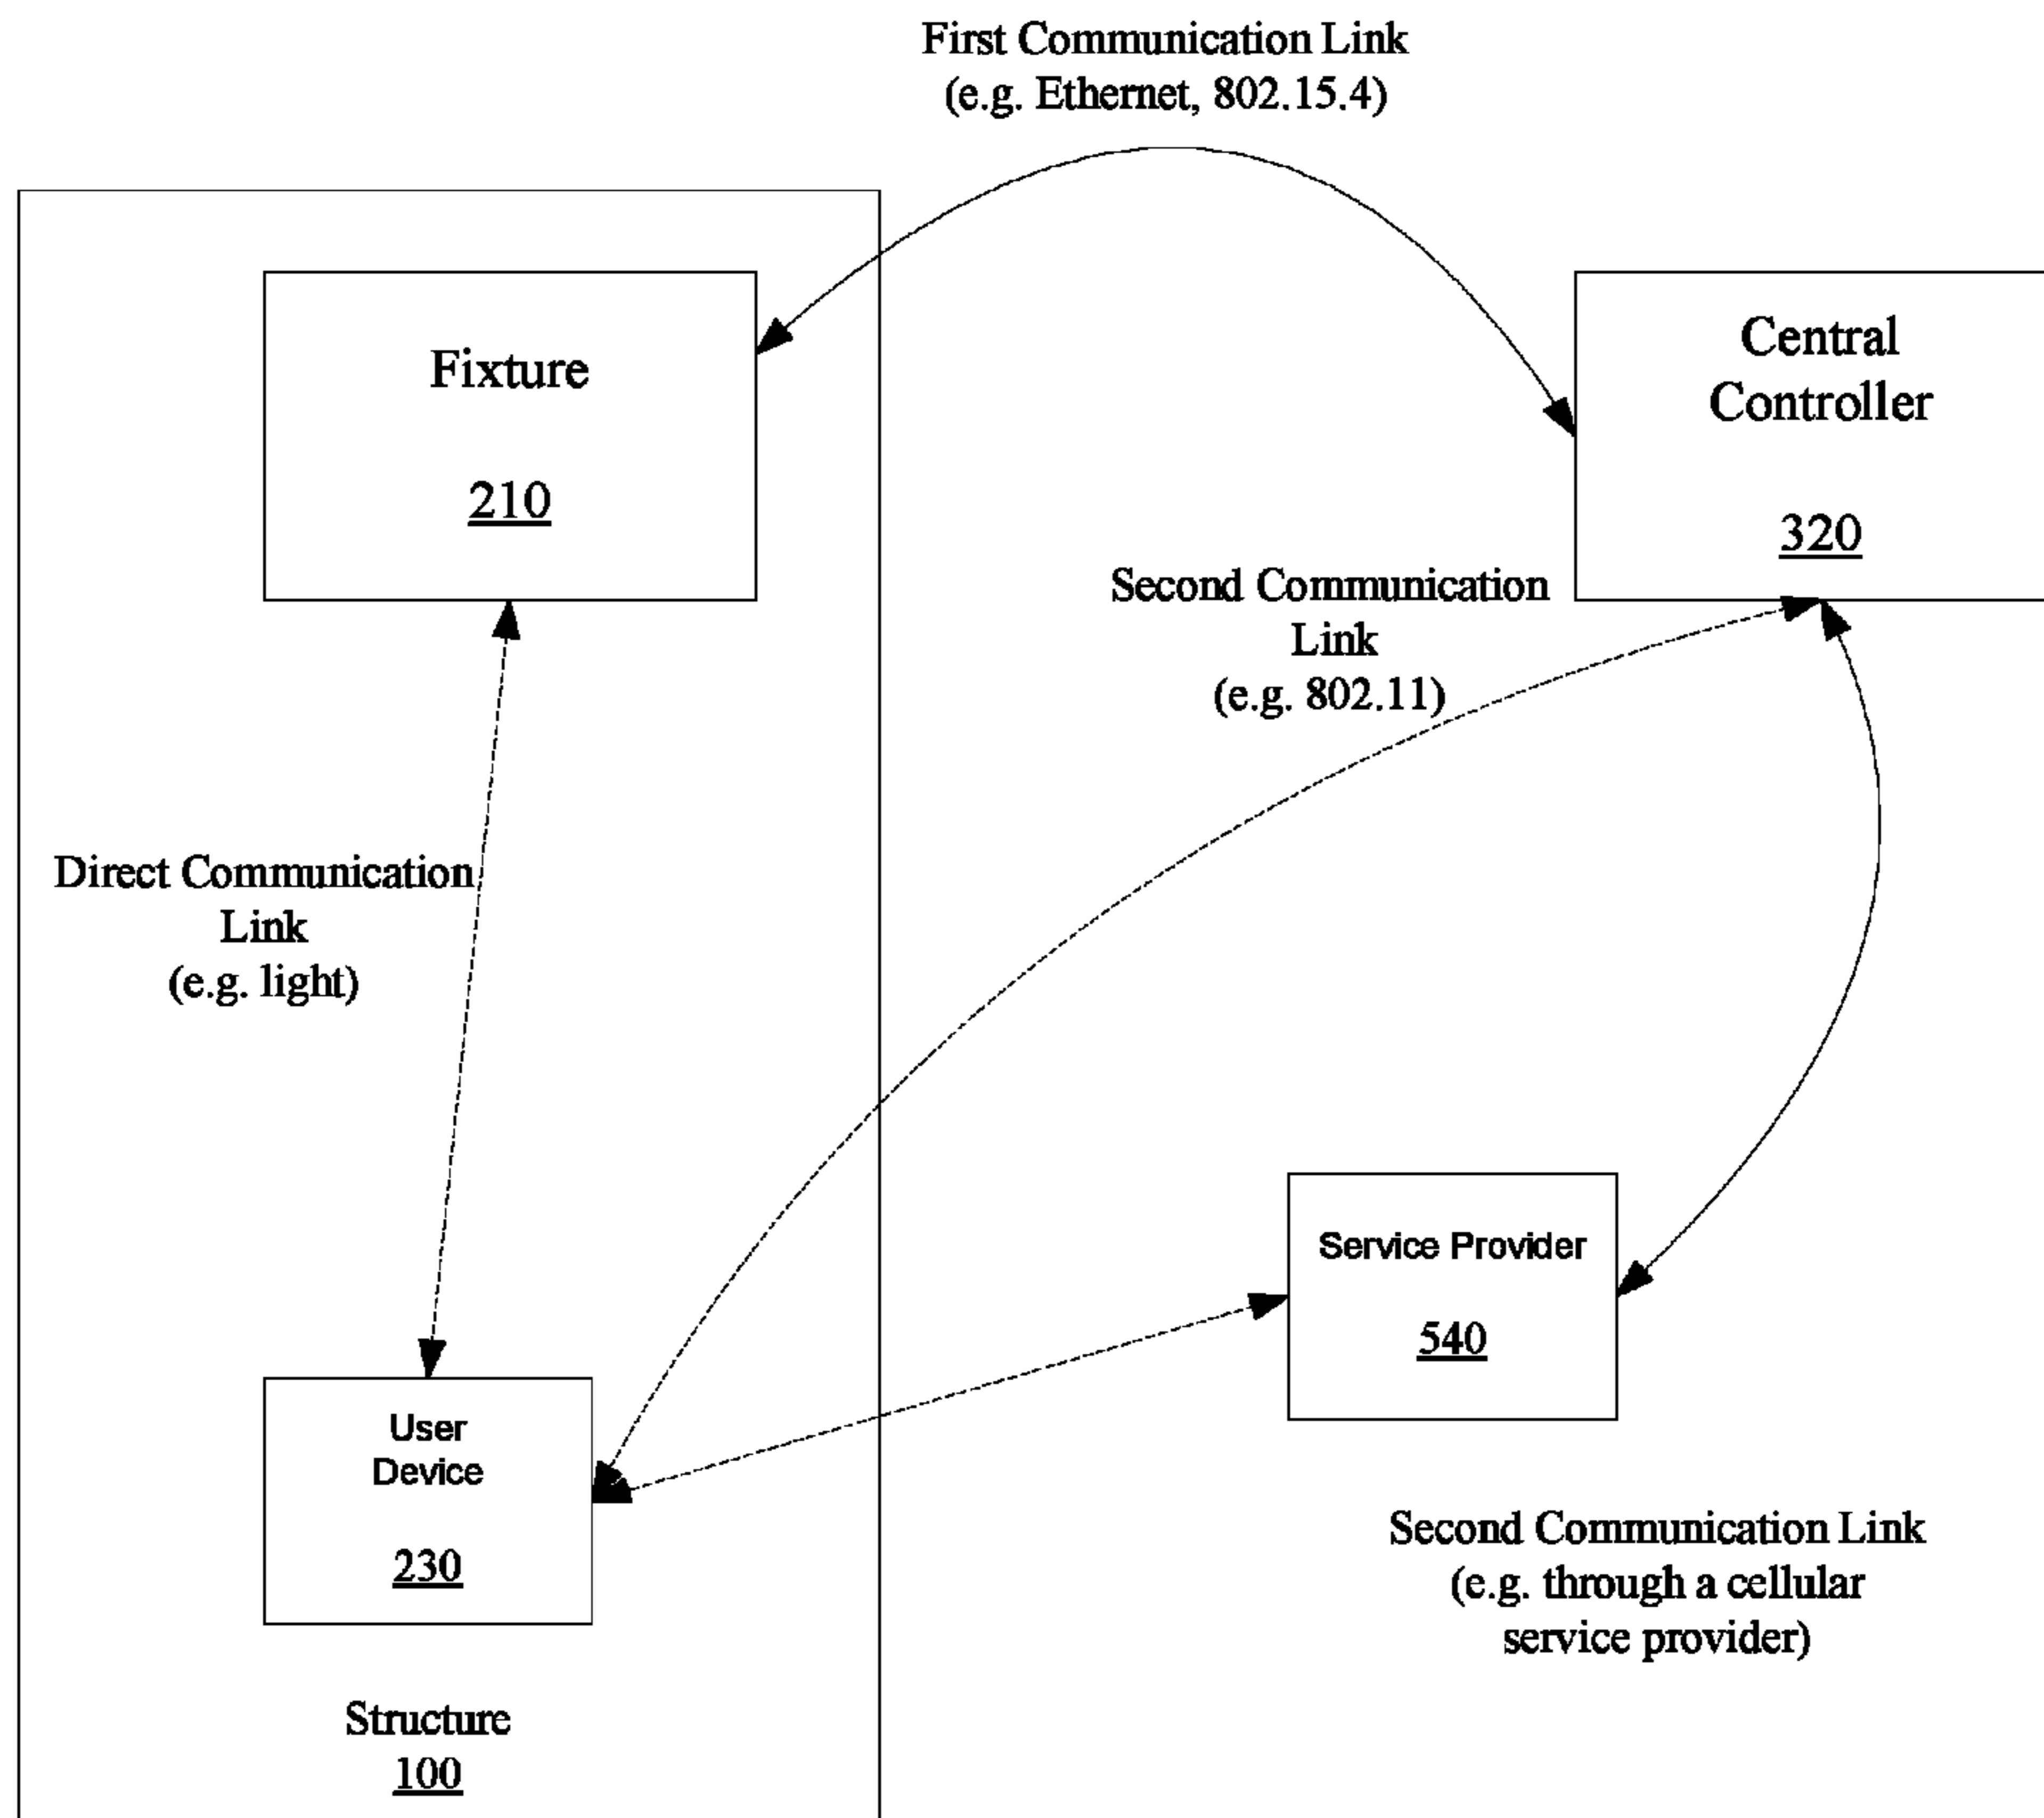 First Communication Link
(e.g. Ethernet, 802.15.4)
Fixture
210
Central
Controller
320
Second Communication
Link
(e.g. 802.11)
Direct Communication
Link
(e.g. light)
Service Provider
540
User
Device
230
Second Communication Link
(e.g. through a cellular
service provider)
Structure
100